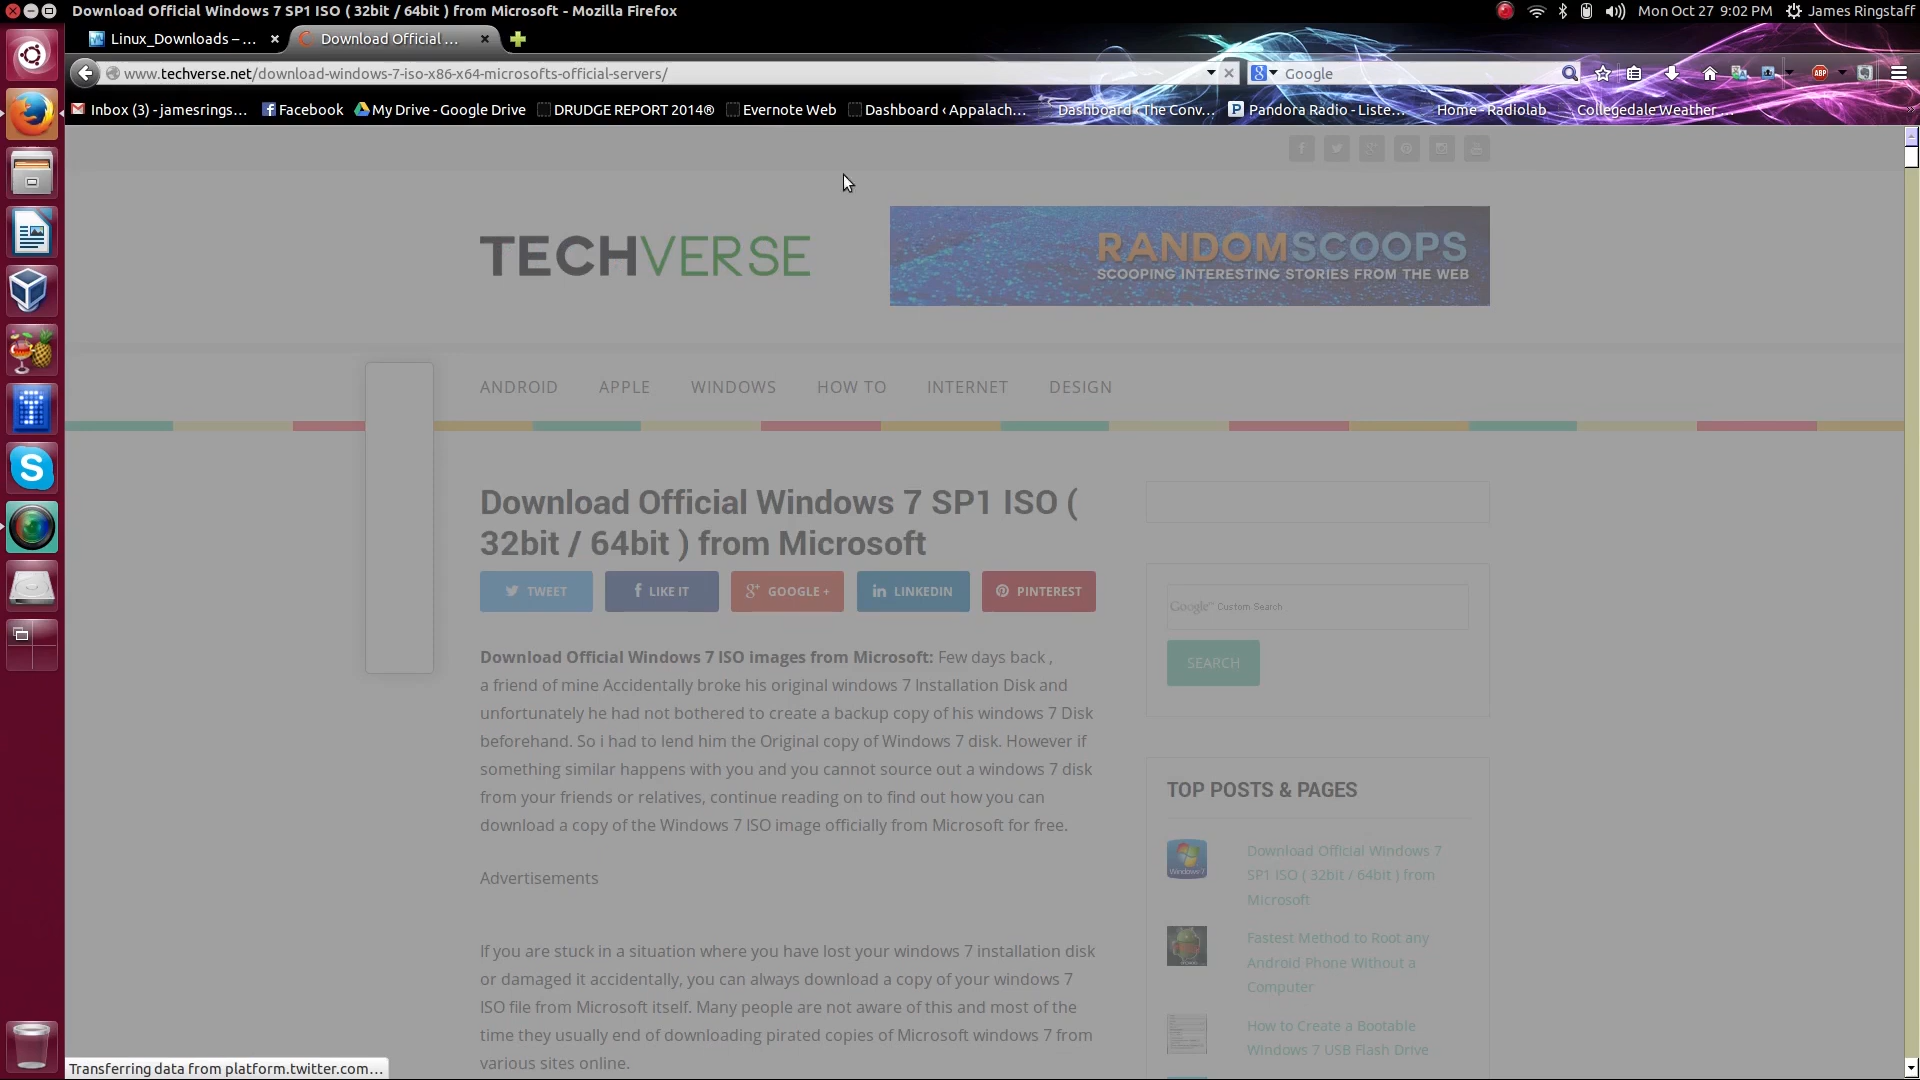 Download Official Windows 7 SP1 ISO ( 32bit / 64bit ) from Microsoft - Mozilla Firefox
Mon Oct 27 9:02 PM
James Ringstaff
Linux_Downloads – ...
Download Official ...
www.techverse.net/download-windows-7-iso-x86-x64-microsofts-official-servers/
Google
ABP
Inbox (3) - jamesrings...
Facebook
My Drive - Google Drive
DRUDGE REPORT 2014®
Evernote Web
Dashboard ‹ Appalach...
Dashboard ‹ The Conv...
Pandora Radio - Liste...
Home - Radiolab
Collegedale Weather ...
TECHVERSE
RANDOMSCOOPS
SCOOPING INTERESTING STORIES FROM THE WEB
ANDROID APPLE WINDOWS HOW TO INTERNET DESIGN
Download Official Windows 7 SP1 ISO (
32bit / 64bit ) from Microsoft
TWEET
LIKE IT
GOOGLE +
LINKEDIN
PINTEREST
Download Official Windows 7 ISO images from Microsoft: Few days back ,
a friend of mine Accidentally broke his original windows 7 Installation Disk and
unfortunately he had not bothered to create a backup copy of his windows 7 Disk
beforehand. So i had to lend him the Original copy of Windows 7 disk. However if
something similar happens with you and you cannot source out a windows 7 disk
from your friends or relatives, continue reading on to find out how you can
download a copy of the Windows 7 ISO image officially from Microsoft for free.
Advertisements
If you are stuck in a situation where you have lost your windows 7 installation disk
or damaged it accidentally, you can always download a copy of your windows 7
ISO file from Microsoft itself. Many people are not aware of this and most of the
time they usually end of downloading pirated copies of Microsoft windows 7 from
various sites online.
Google™ Custom Search
SEARCH
TOP POSTS & PAGES
Windows 7
Download Official Windows 7
SP1 ISO ( 32bit / 64bit ) from
Microsoft
Fastest Method to Root any
Android Phone Without a
Computer
How to Create a Bootable
Windows 7 USB Flash Drive
Transferring data from platform.twitter.com...